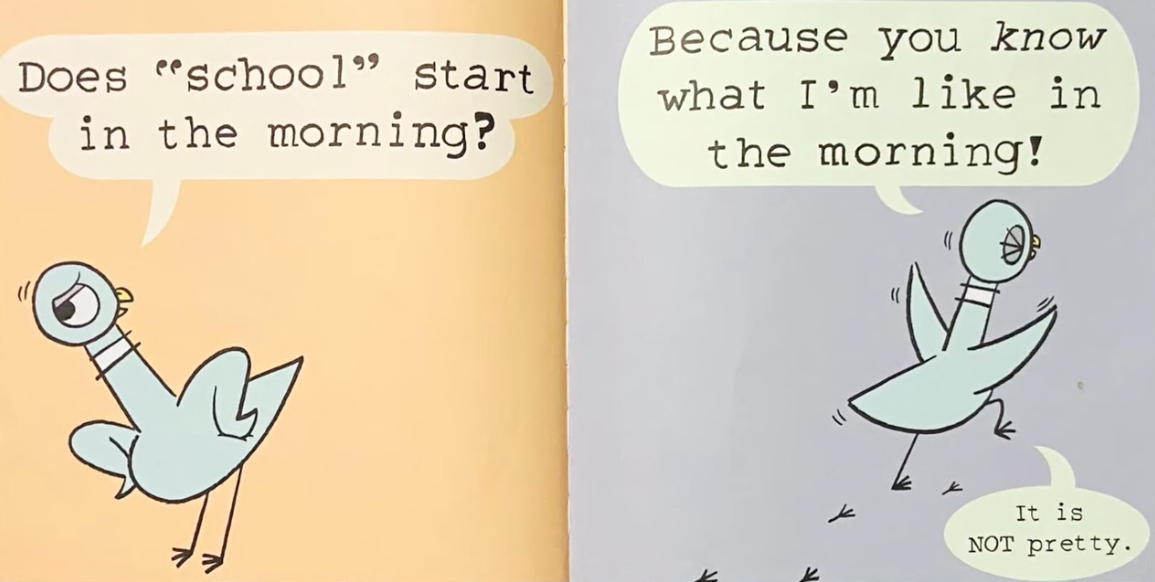 Does “school” start
in the morning?
Because you know
what I’m like in
the morning!
It is
NOT pretty.